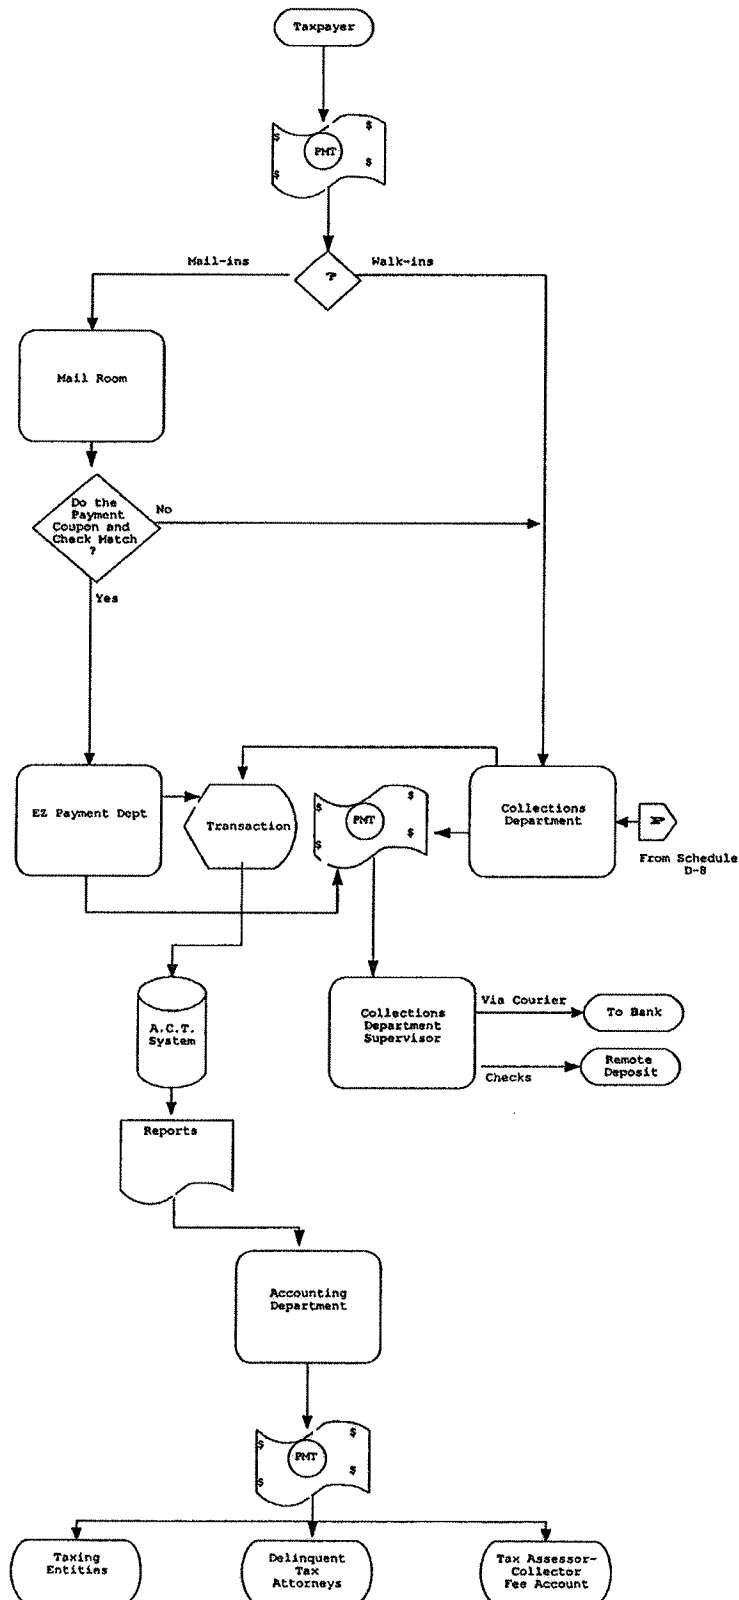 Taxpayer
$
$
PMT
$
$
Mail-ins
Walk-ins
?
Mail Room
Do the
Payment
Coupon and
Check Match
?
No
Yes
EZ Payment Dept
Transaction
$
$
PMT
$
$
Collections
Department
From Schedule
D-8
A.C.T.
System
Collections
Department
Supervisor
Via Courier
To Bank
Checks
Remote
Deposit
Reports
Accounting
Department
$
$
PMT
$
$
Taxing
Entities
Delinquent
Tax
Attorneys
Tax Assessor-
Collector
Fee Account